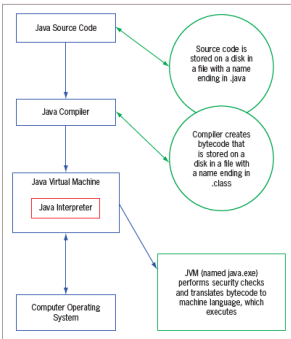 Java Source Code
Source code is
stored on a disk in
a file with a name
ending in .java
Java Compiler
Compiler creates
bytecode that
is stored on a
disk in a file with
a name ending in
.class
Java Virtual Machine
Java Interpreter
JVM (named java.exe)
performs security checks
and translates bytecode to
machine language, which
executes
Computer Operating
System